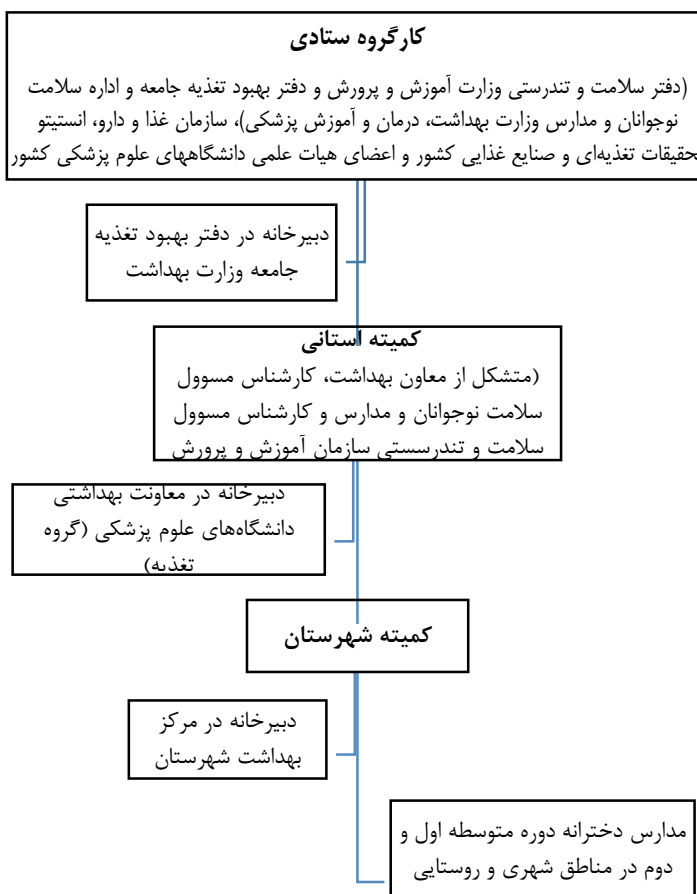 کارگروه ستادی
(دفتر سلامت و تندرستی وزارت آموزش و پرورش و دفتر بهبود تغذیه جامعه و اداره سلامت
نوجوانان و مدارس وزارت بهداشت، درمان و آموزش پزشکی)، سازمان غذا و دارو، انستیتو
تحقیقات تغذیه‌ای و صنایع غذایی کشور و اعضای هیات علمی دانشگاههای علوم پزشکی کشور
دبیرخانه در دفتر بهبود تغذیه
جامعه وزارت بهداشت
کمیته استانی
(متشکل از معاون بهداشت، کارشناس مسوول
سلامت نوجوانان و مدارس و کارشناس مسوول
سلامت و تندرسستی سازمان آموزش و پرورش
دبیرخانه در معاونت بهداشتی
دانشگاه‌های علوم پزشکی (گروه
تغذیه)
کمیته شهرستان
دبیرخانه در مرکز
بهداشت شهرستان
مدارس دخترانه دوره متوسطه اول و
دوم در مناطق شهری و روستایی